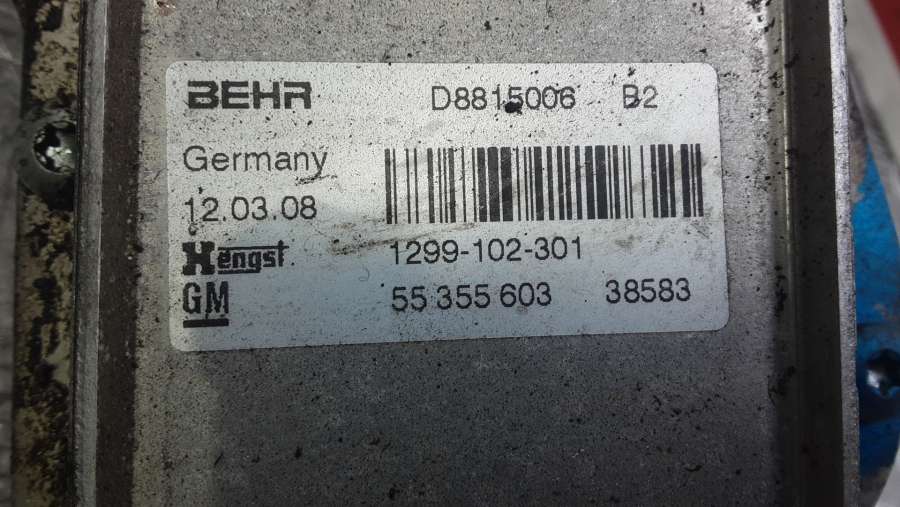 BEHR D8815006 B2
Germany
12.03.08
Hengst 1299-102-301
GM 55 355 603 38583